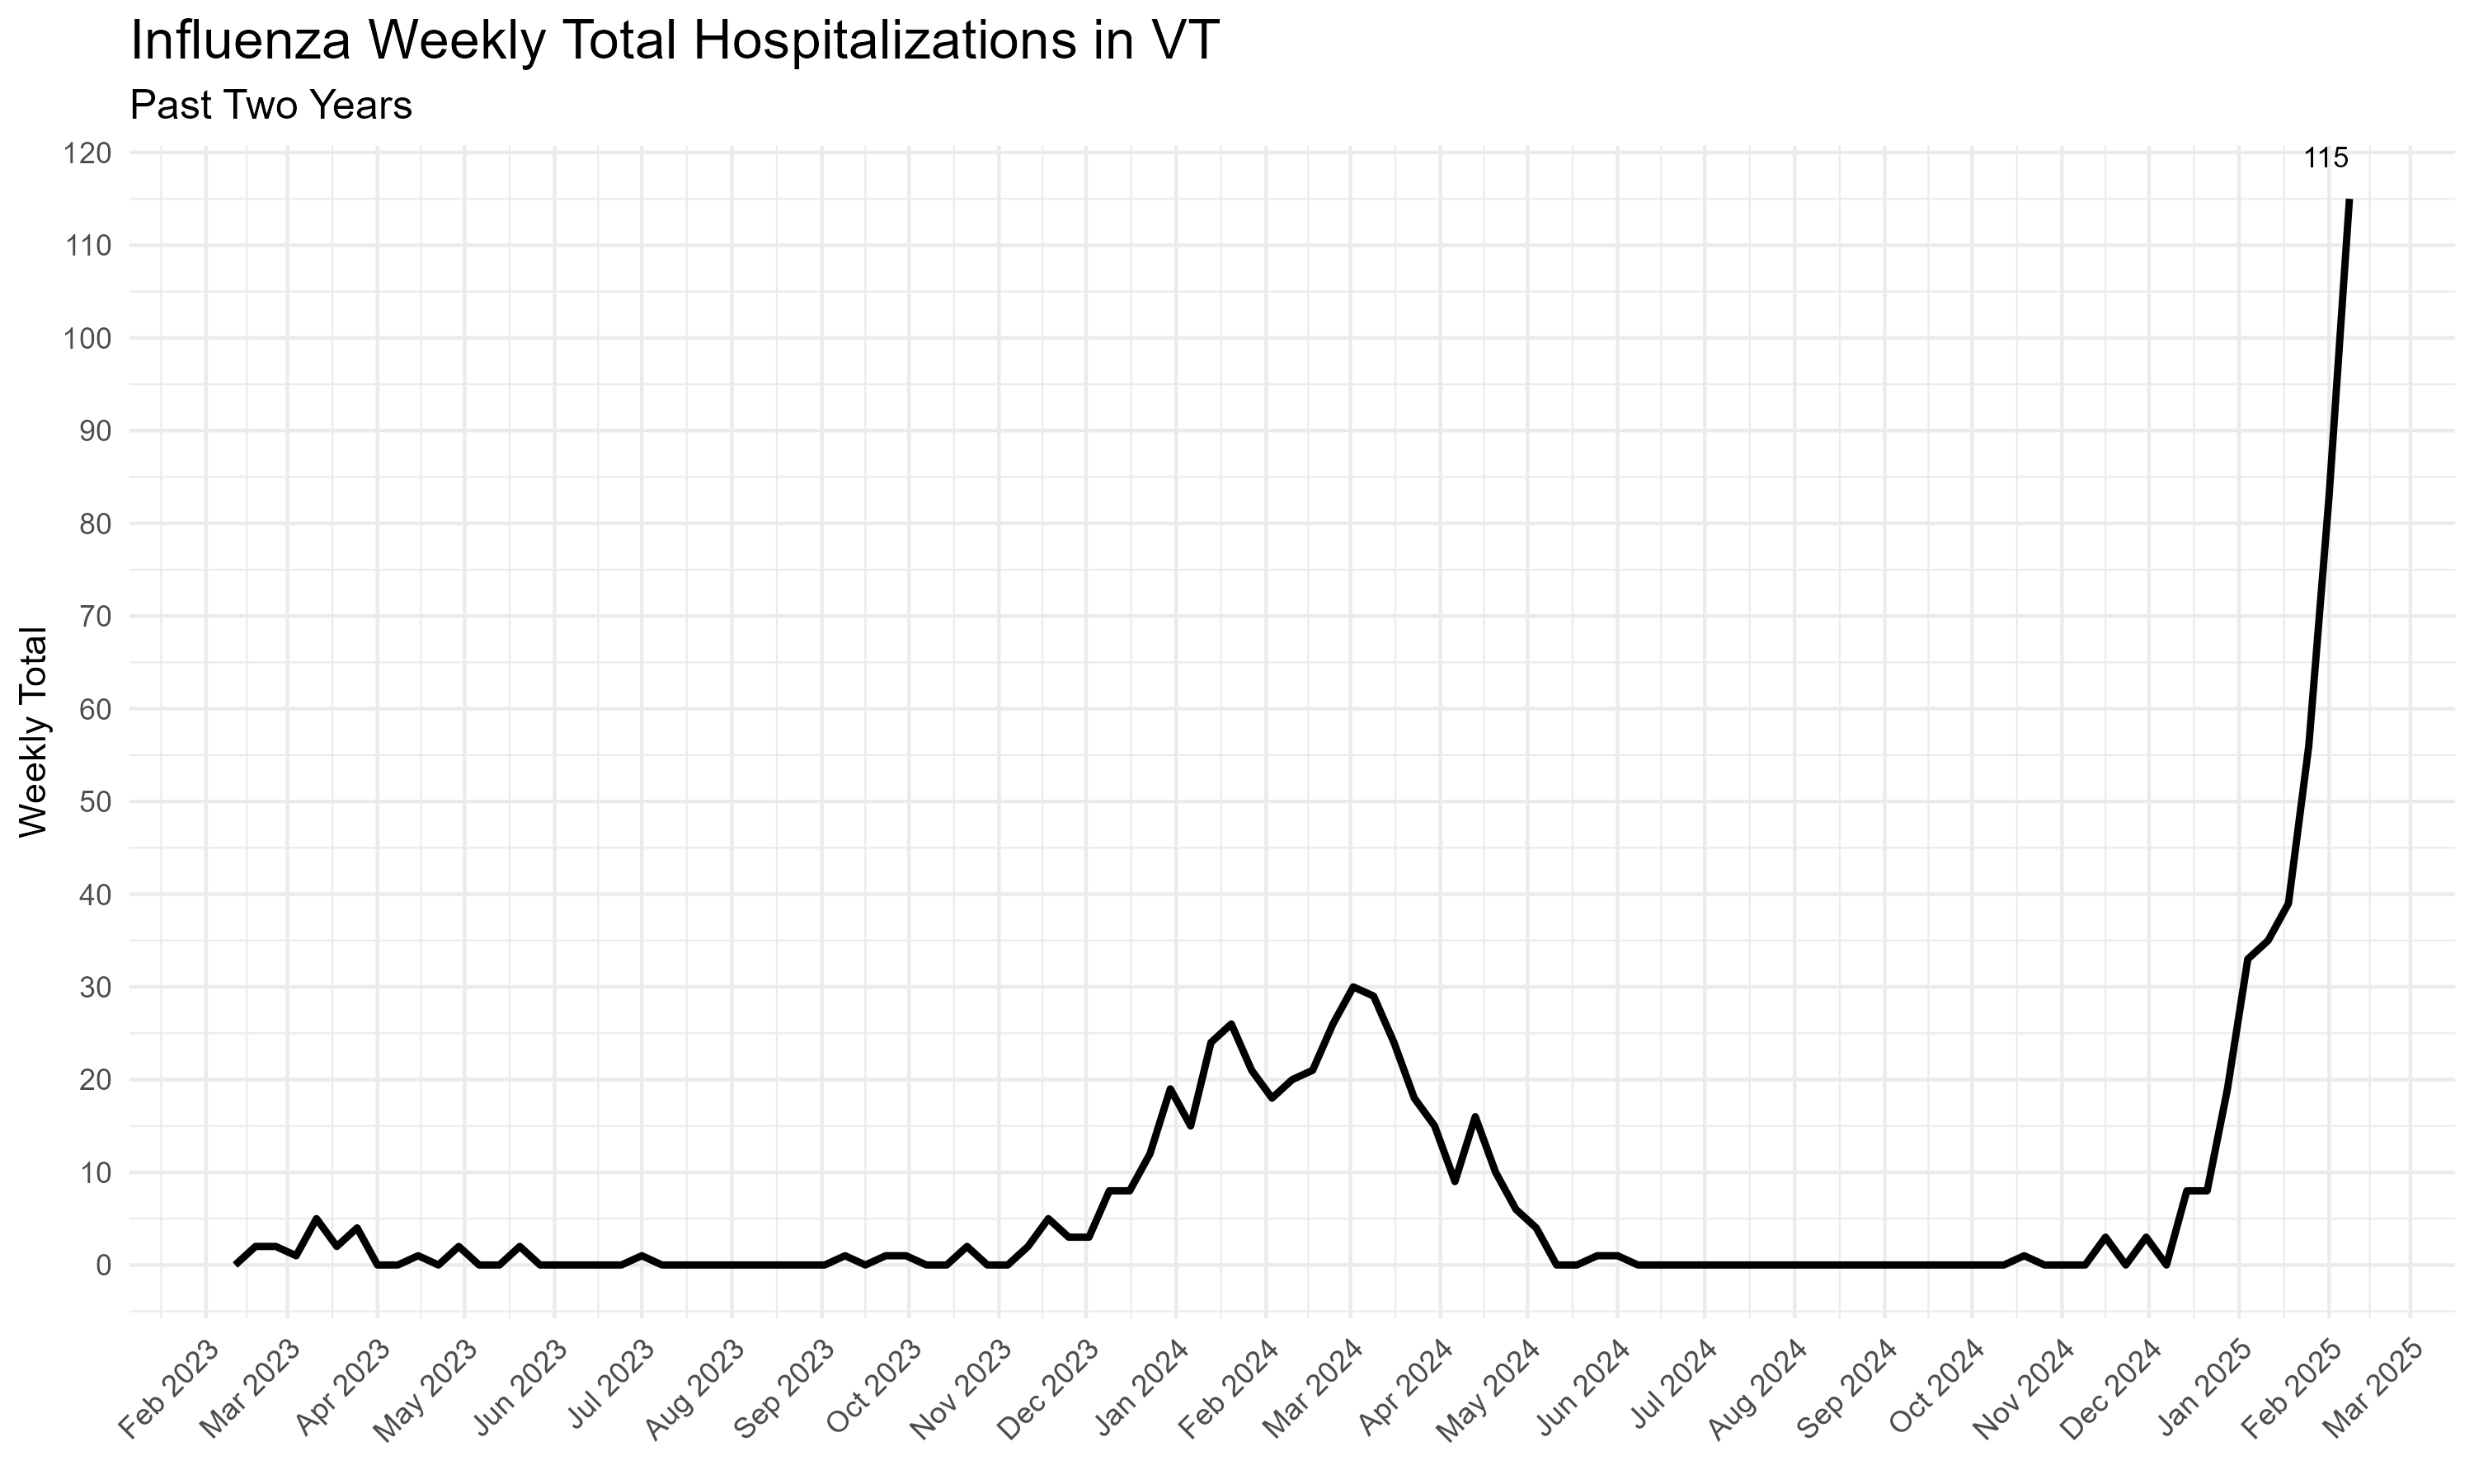 Influenza Weekly Total Hospitalizations in VT
Past Two Years
120
115
110
100
90
80
70
60
50
40
30
20
10
0
Weekly Total
Feb 2023
Mar 2023
Apr 2023
May 2023
Jun 2023
Jul 2023
Aug 2023
Sep 2023
Oct 2023
Nov 2023
Dec 2023
Jan 2024
Feb 2024
Mar 2024
Apr 2024
May 2024
Jun 2024
Jul 2024
Aug 2024
Sep 2024
Oct 2024
Nov 2024
Dec 2024
Jan 2025
Feb 2025
Mar 2025